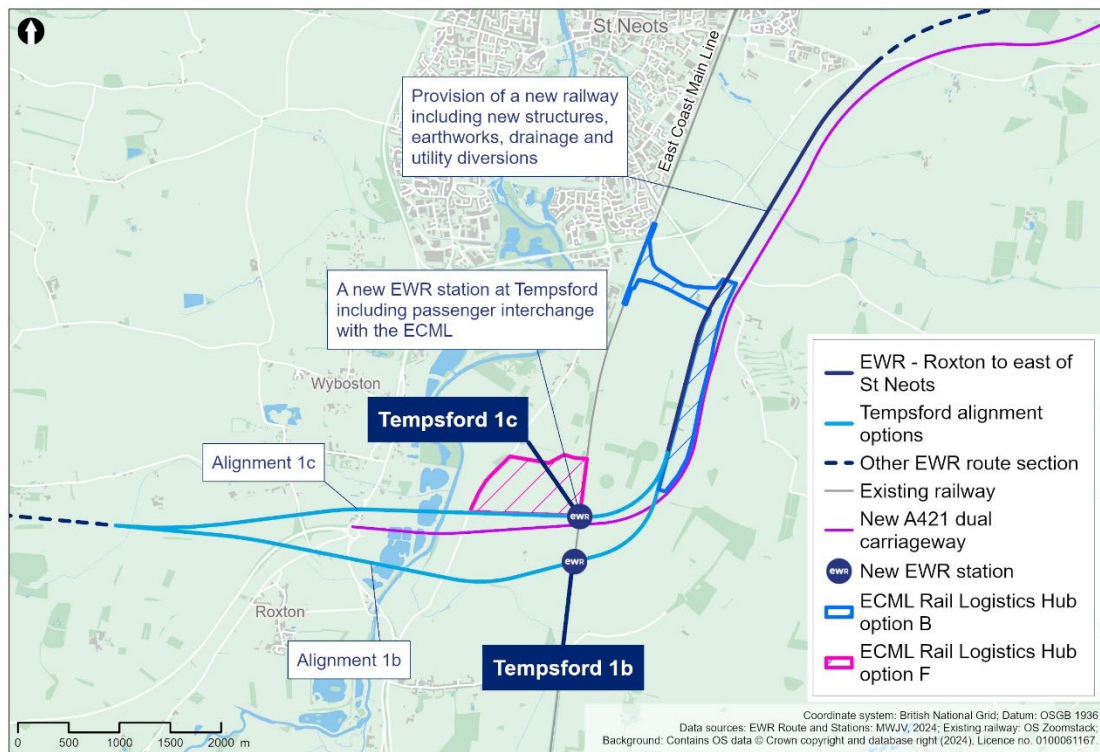 St Neots
Provision of a new railway
including new structures,
earthworks, drainage and
utility diversions
East Coast Main Line
A new EWR station at Tempsford
including passenger interchange
with the ECML
Wyboston
Tempsford 1c
Alignment 1c
ewr
ewr
Roxton
Alignment 1b
Tempsford 1b
EWR - Roxton to east of
St Neots
Tempsford alignment
options
Other EWR route section
Existing railway
New A421 dual
carriageway
ewr
New EWR station
ECML Rail Logistics Hub
option B
ECML Rail Logistics Hub
option F
0 500 1000 1500 2000 m
Coordinate system: British National Grid; Datum: OSGB 1936
Data sources: EWR Route and Stations: MWJV, 2024; Existing railway: OS Zoomstack;
Background: Contains OS data © Crown copyright and database right (2024), Licence no. 0100061167.